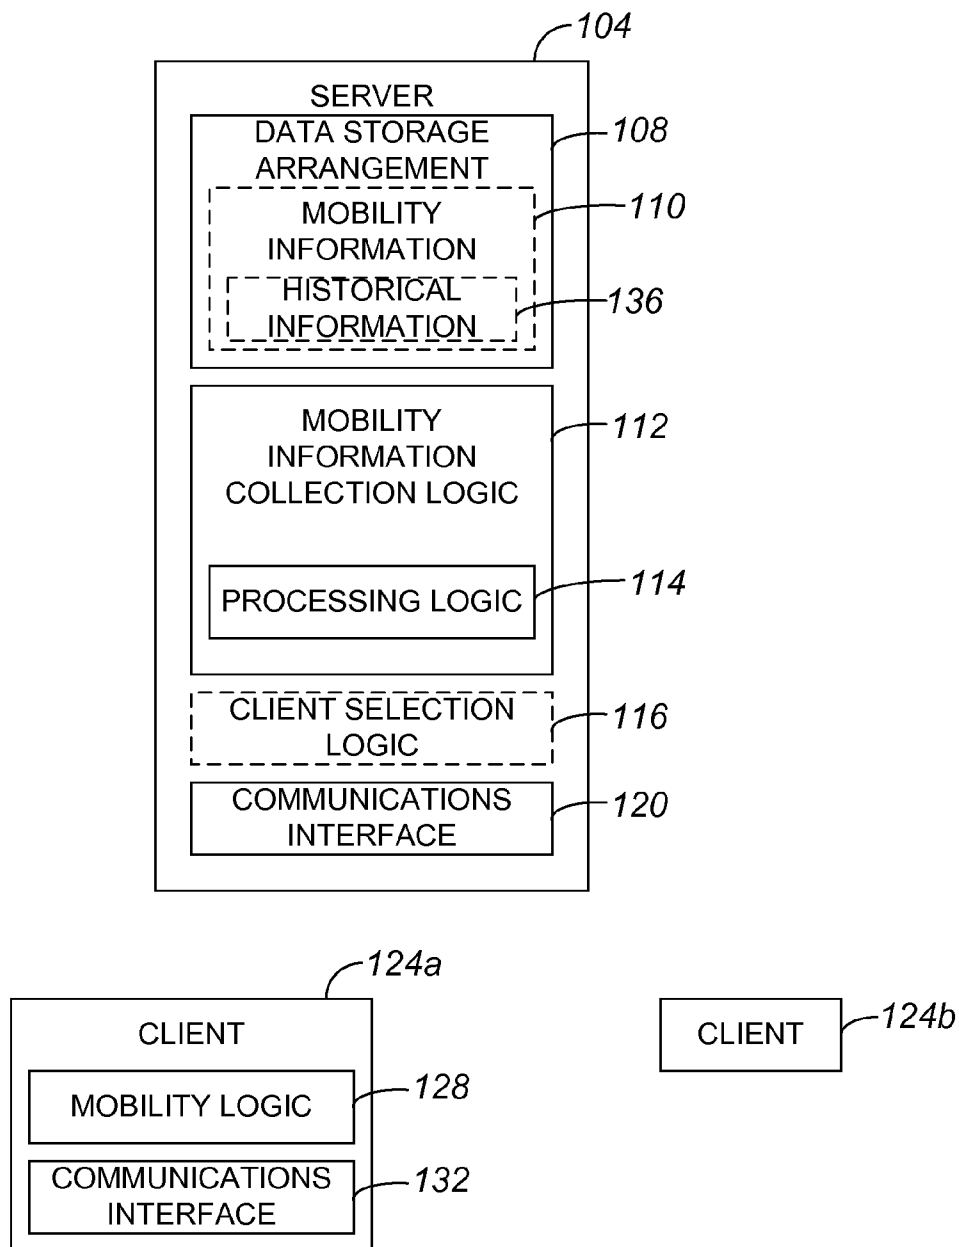 104
SERVER
DATA STORAGE
ARRANGEMENT
108
MOBILITY
INFORMATION
110
HISTORICAL
INFORMATION
136
MOBILITY
INFORMATION
COLLECTION LOGIC
112
PROCESSING LOGIC
114
CLIENT SELECTION
LOGIC
116
COMMUNICATIONS
INTERFACE
120
124a
CLIENT
MOBILITY LOGIC
128
COMMUNICATIONS
INTERFACE
132
CLIENT
124b